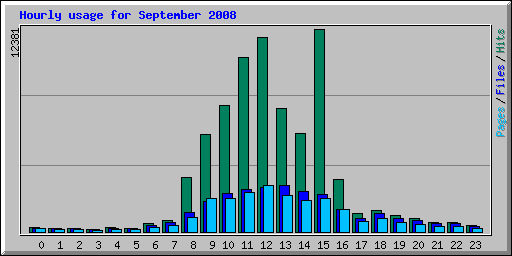 Hourly usage for September 2008
12381
Pages/Files/Hits
0 1 2 3 4 5 6 7 8 9 10 11 12 13 14 15 16 17 18 19 20 21 22 23